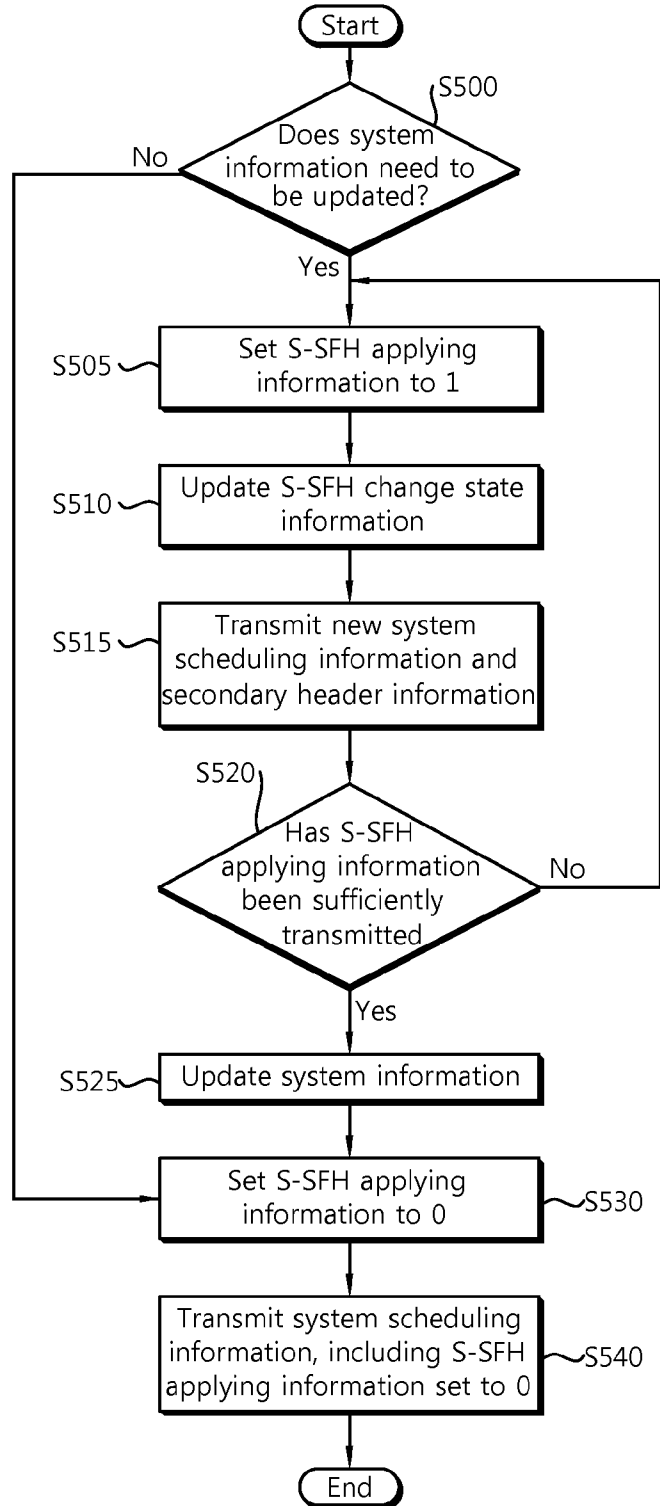 Start
S500
Does system
information need to
be updated?
No
Yes
S505
Set S-SFH applying
information to 1
S510
Update S-SFH change state
information
S515
Transmit new system
scheduling information and
secondary header information
S520
Has S-SFH
applying information
been sufficiently
transmitted
No
Yes
S525
Update system information
Set S-SFH applying
information to 0
S530
Transmit system scheduling
information, including S-SFH
applying information set to 0
S540
End